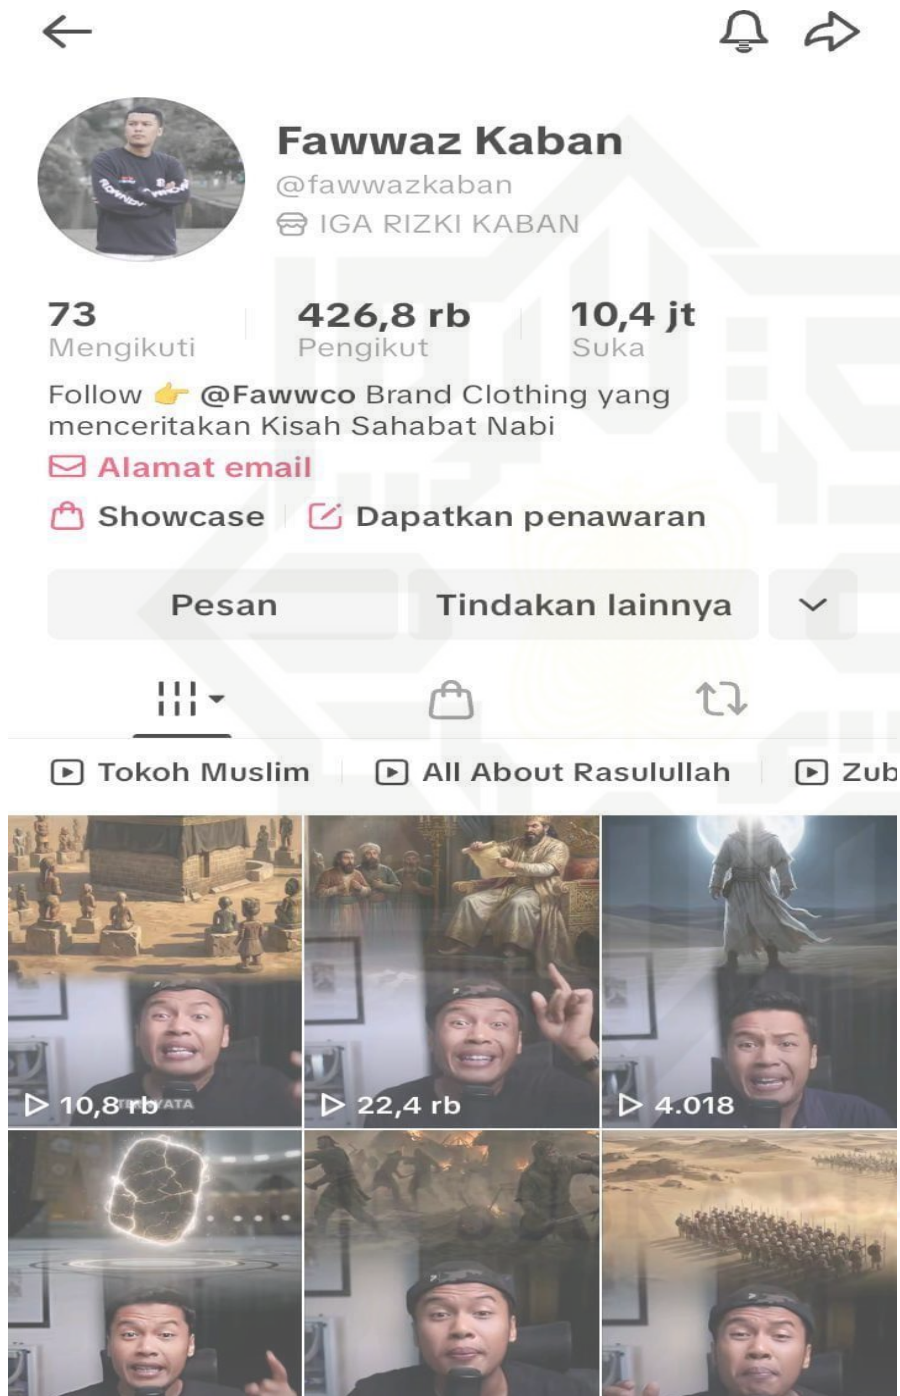 Fawwaz Kaban
@fawwazkaban
IGA RIZKI KABAN
73 426,8 rb 10,4 jt
Mengikuti Pengikut Suka
Follow 👉 @Fawwco Brand Clothing yang
menceritakan Kisah Sahabat Nabi
Alamat email
Showcase Dapatkan penawaran
Pesan Tindakan lainnya
Tokoh Muslim All About Rasulullah Zub
10,8 rb 22,4 rb 4.018